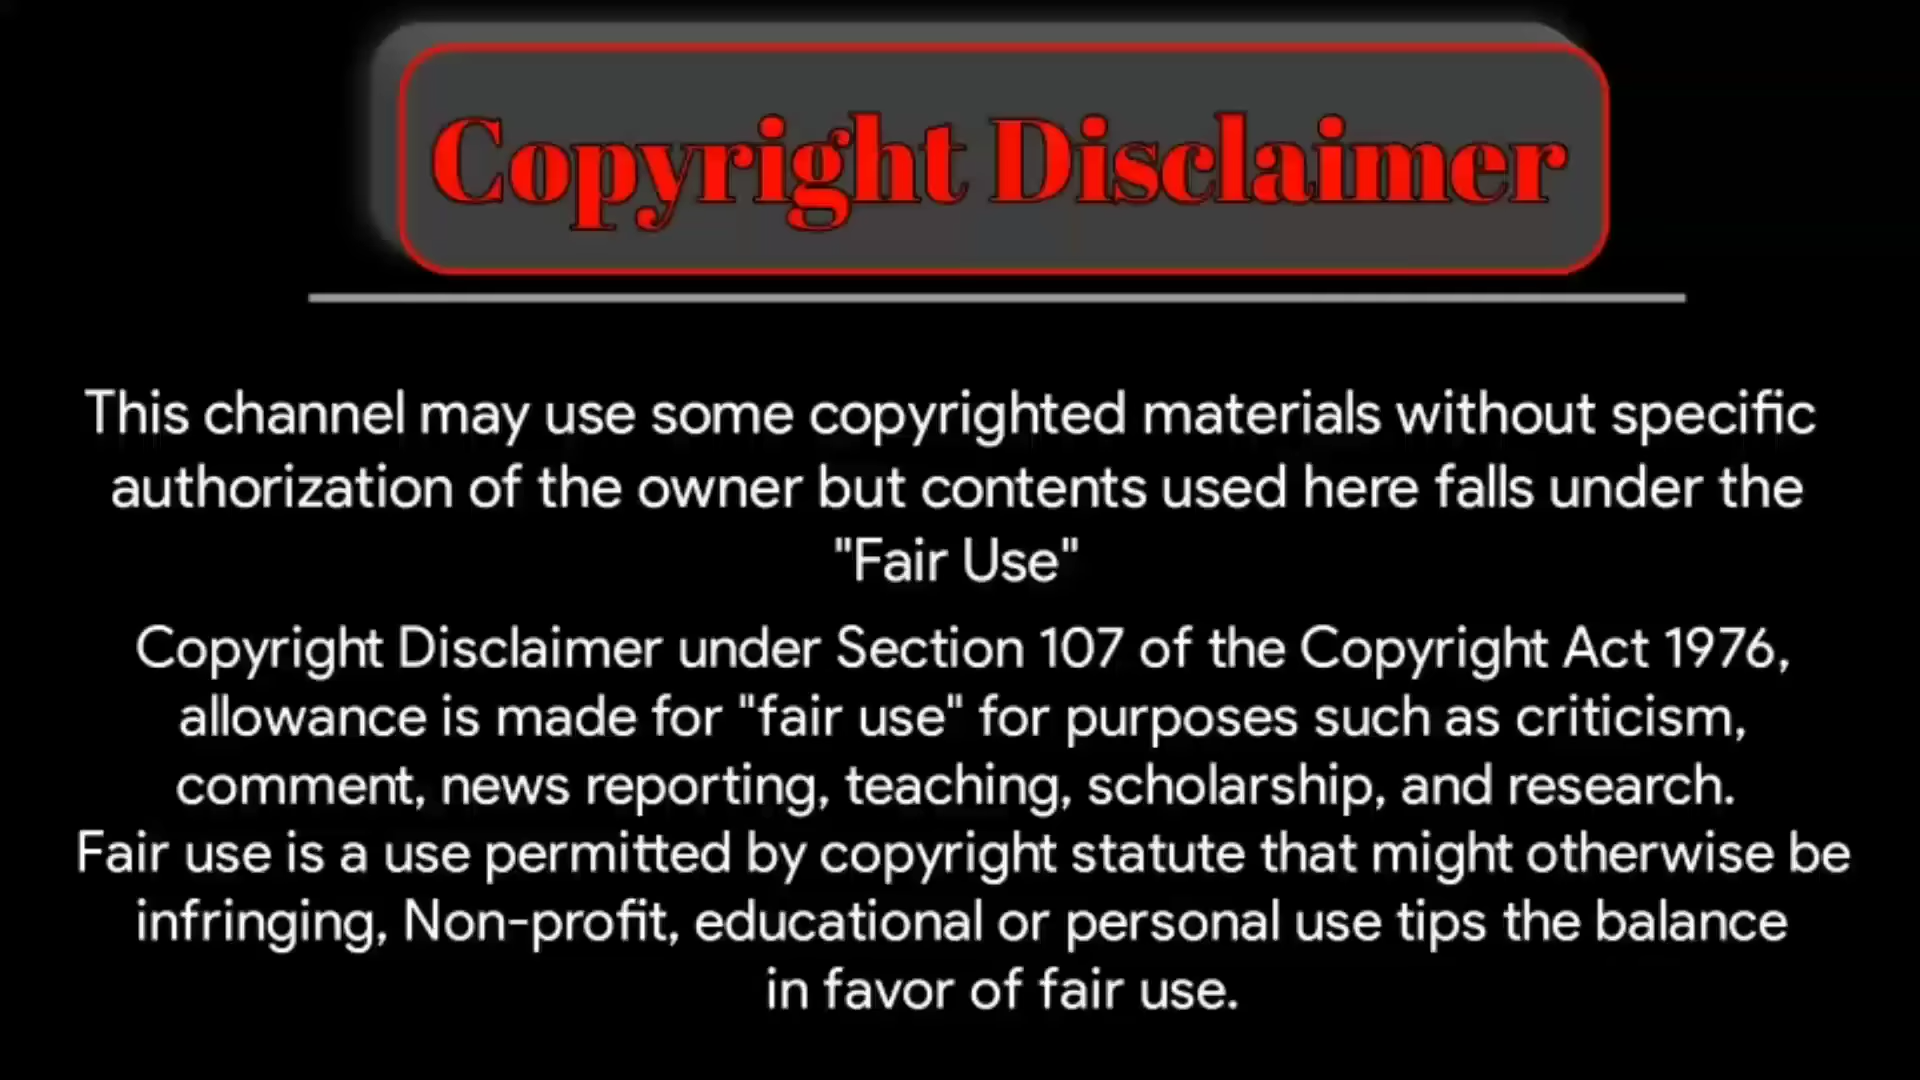 Copyright Disclaimer
This channel may use some copyrighted materials without specific
authorization of the owner but contents used here falls under the
"Fair Use"
Copyright Disclaimer under Section 107 of the Copyright Act 1976,
allowance is made for "fair use" for purposes such as criticism,
comment, news reporting, teaching, scholarship, and research.
Fair use is a use permitted by copyright statute that might otherwise be
infringing, Non-profit, educational or personal use tips the balance
in favor of fair use.